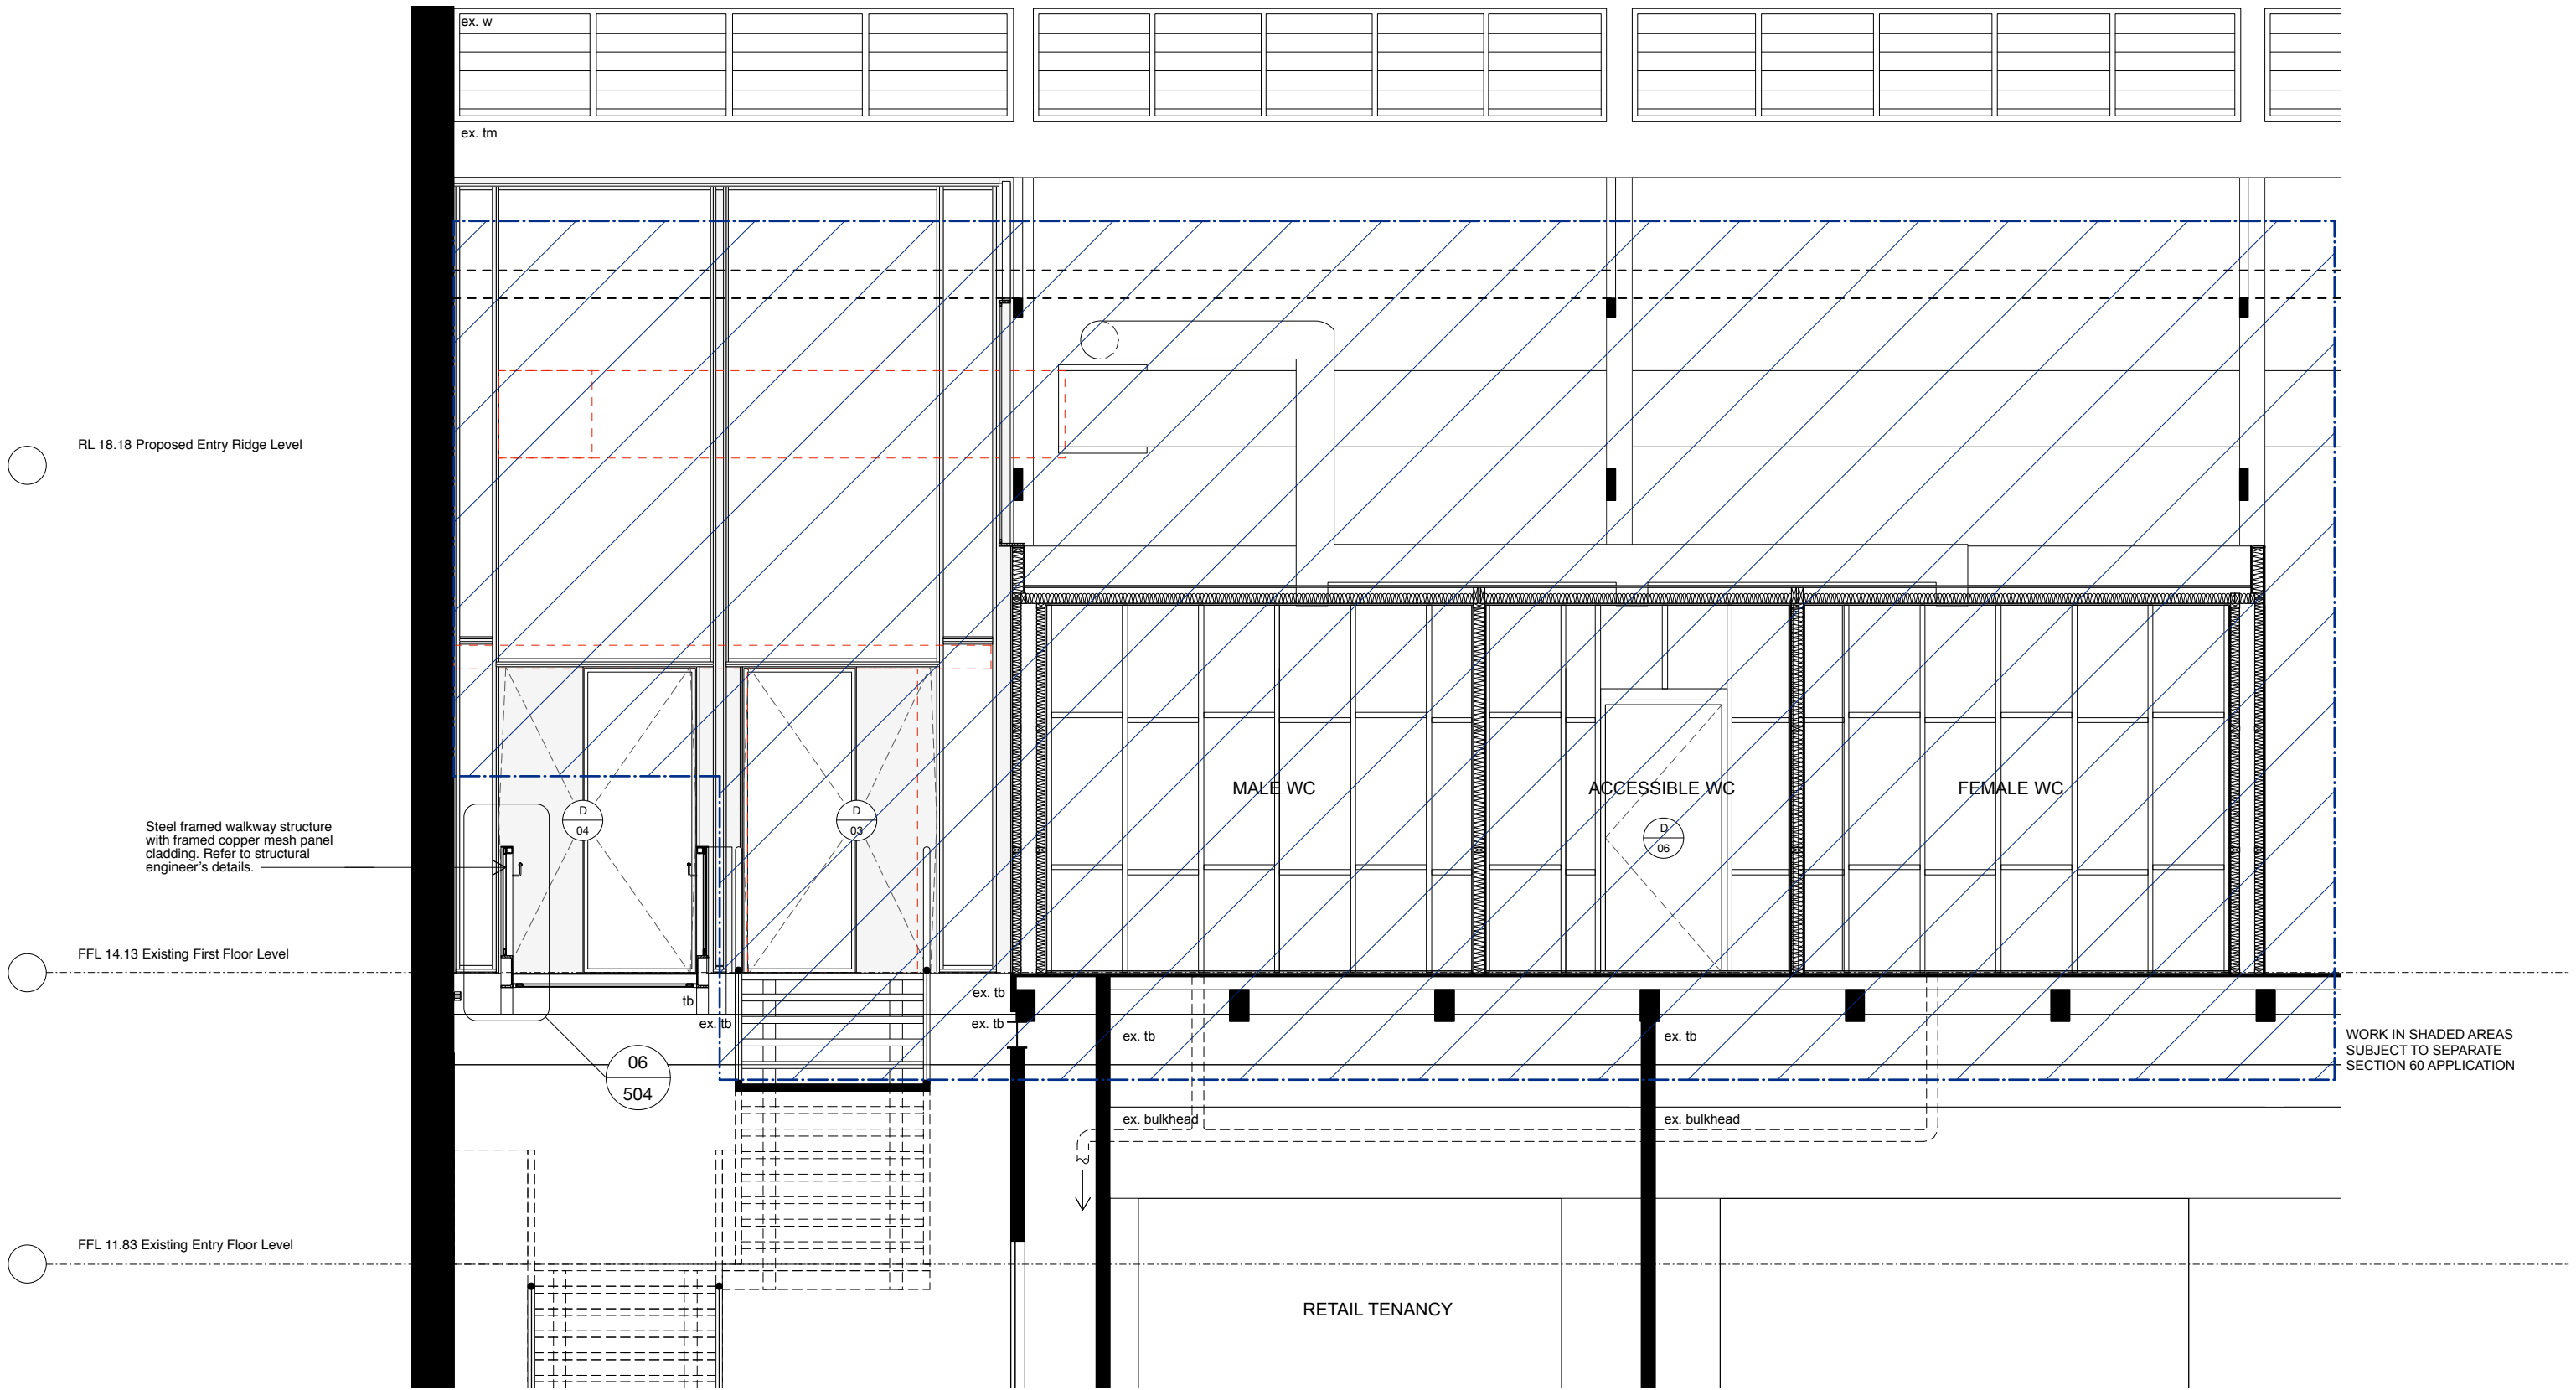 ex. w
ex. tm
RL 18.18 Proposed Entry Ridge Level
MALE WC
ACCESSIBLE WC
FEMALE WC
D
04
D
03
D
06
Steel framed walkway structure
with framed copper mesh panel
cladding. Refer to structural
engineer's details.
FFL 14.13 Existing First Floor Level
tb
ex. tb
ex. tb
ex. tb
ex. tb
ex. tb
WORK IN SHADED AREAS
SUBJECT TO SEPARATE
SECTION 60 APPLICATION
06
504
ex. bulkhead
ex. bulkhead
FFL 11.83 Existing Entry Floor Level
RETAIL TENANCY